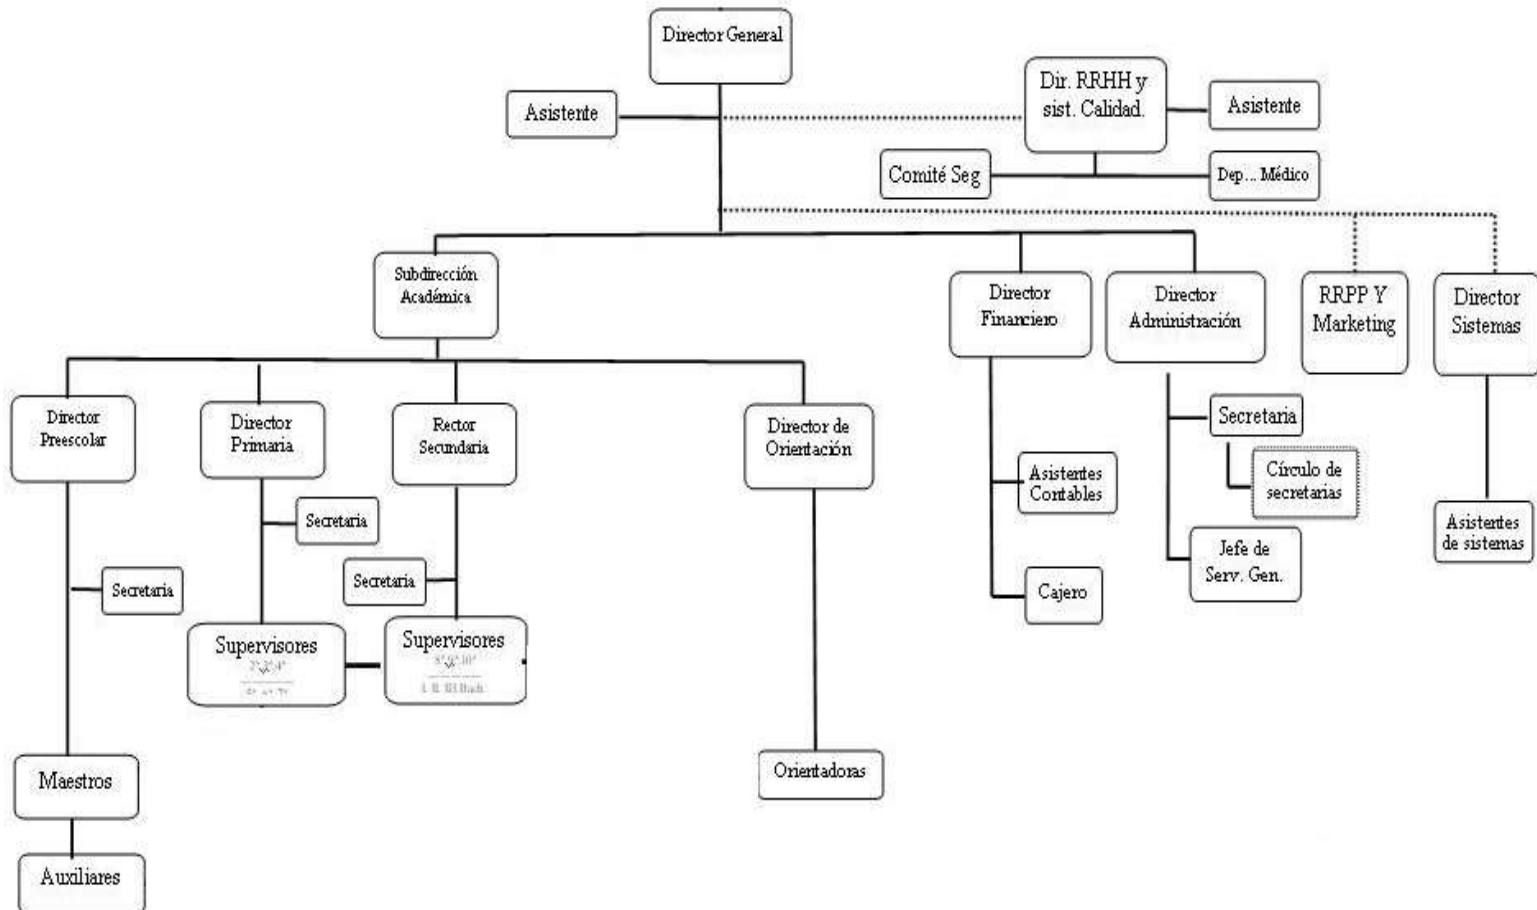 Director General
Dir. RRHH y
sist. Calidad.
Asistente
Asistente
Comité Seg
Dep... Médico
Subdirección
Académica
Director
Financiero
Director
Administración
RRPP Y
Marketing
Director
Sistemas
Director
Preescolar
Director
Primaria
Rector
Secundaria
Director de
Orientación
Secretaria
Círculo de
secretarias
Asistentes
Contables
Secretaria
Asistentes
de sistemas
Jefe de
Serv. Gen.
Secretaria
Secretaria
Cajero
Supervisores
Supervisores
Maestros
Orientadoras
Auxiliares